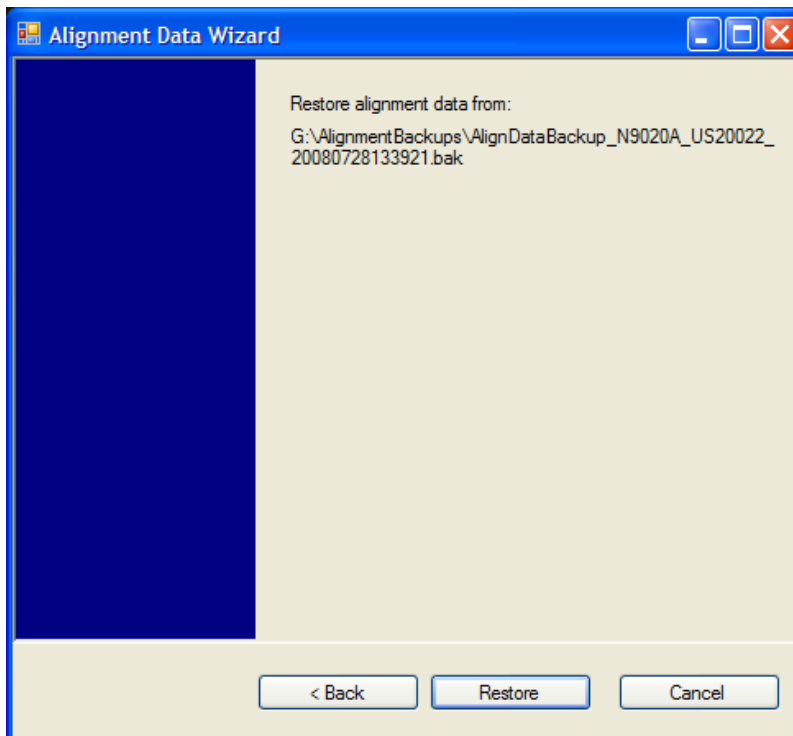 Alignment Data Wizard
Restore alignment data from:
G:\AlignmentBackups\AlignDataBackup_N9020A_US20022_
20080728133921.bak
< Back
Restore
Cancel